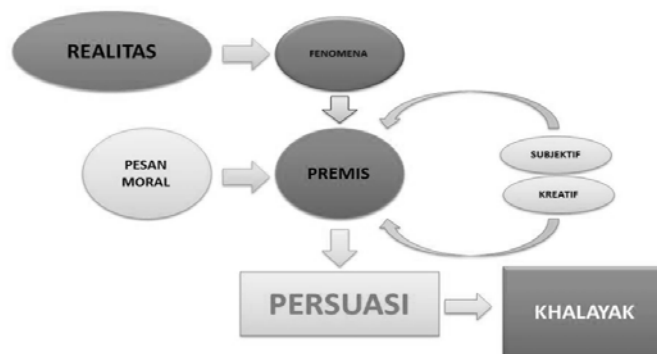 REALITAS
FENOMENA
PESAN
MORAL
PREMIS
SUBJEKTIF
KREATIF
PERSUASI
KHALAYAK